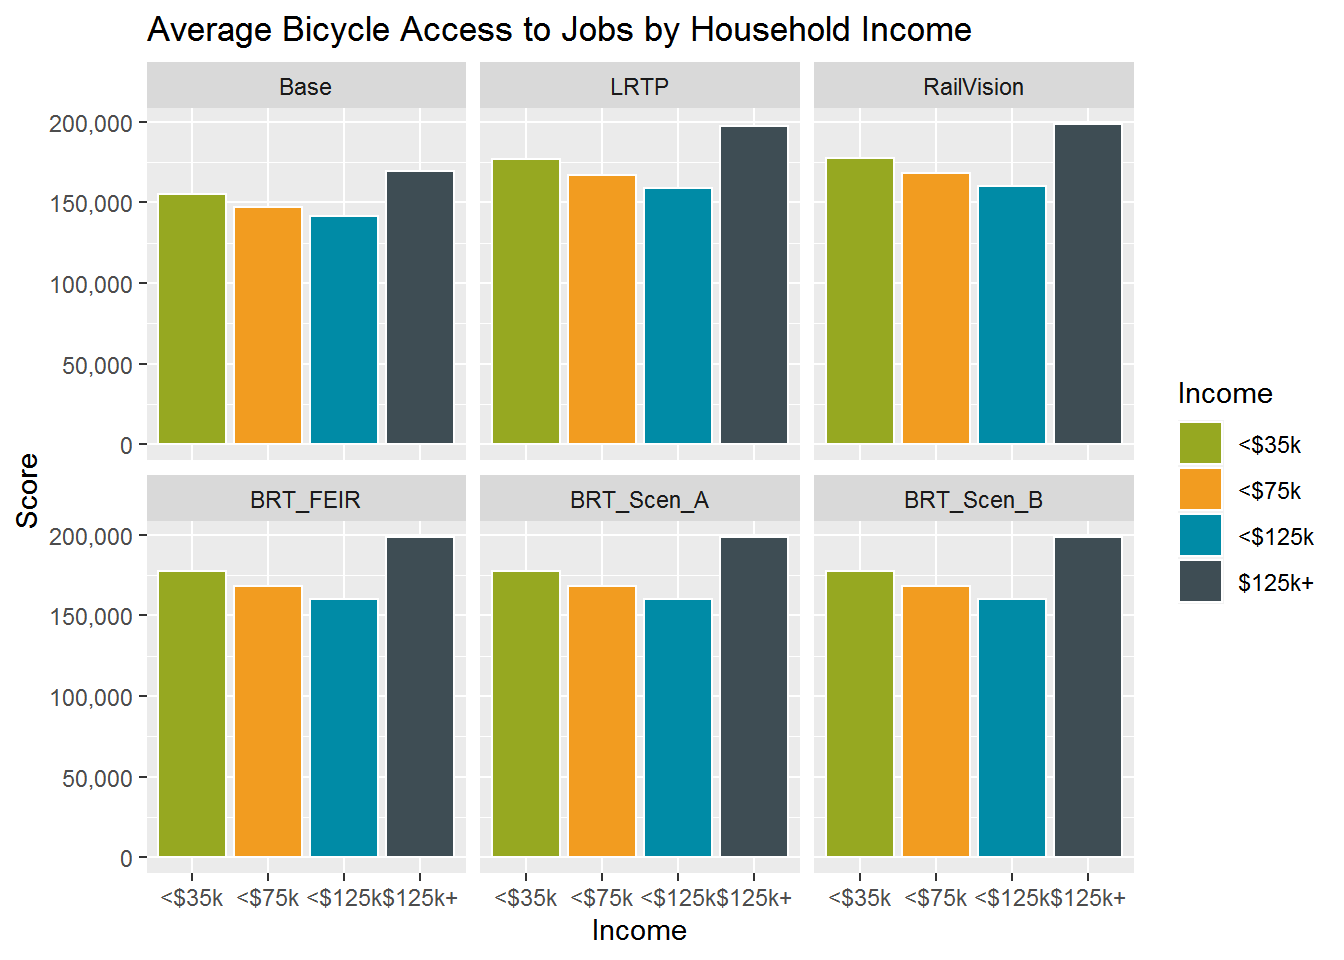 Average Bicycle Access to Jobs by Household Income
Base
LRTP
RailVision
200,000
150,000
100,000
50,000
0
Score
BRT_FEIR
BRT_Scen_A
BRT_Scen_B
200,000
150,000
100,000
50,000
0
<$35k <$75k <$125k $125k+
<$35k <$75k <$125k $125k+
<$35k <$75k <$125k $125k+
Income
Income
<$35k
<$75k
<$125k
$125k+